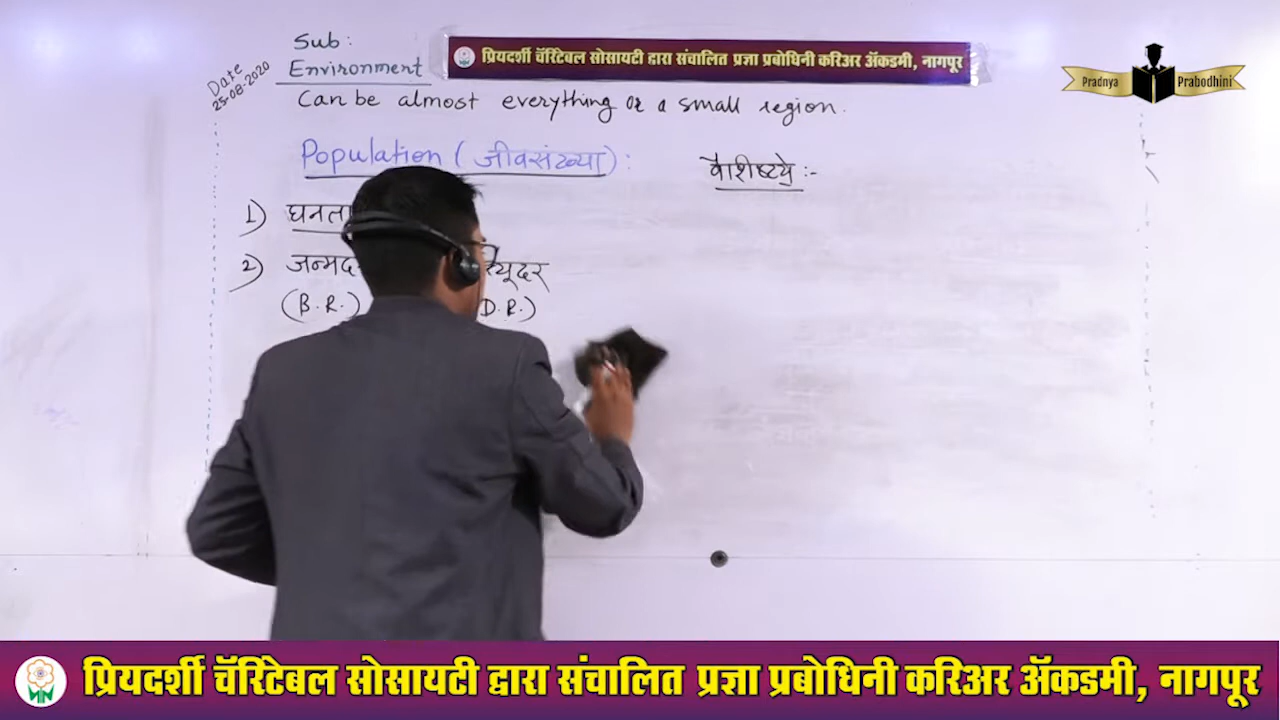 Sub:
Environment
Date
25-08-2020
प्रियदर्शी चॅरिटेबल सोसायटी द्वारा संचालित प्रज्ञा प्रबोधिनी करिअर ॲकडमी, नागपूर
Pradnya Prabodhini
Can be almost everything or a small region.
Population (जीवसंख्या):
वैशिष्ट्ये :-
1) घनता
2) जन्मद त्यूदर
(B.R.) D.R.)
प्रियदर्शी चॅरिटेबल सोसायटी द्वारा संचालित प्रज्ञा प्रबोधिनी करिअर ॲकडमी, नागपूर